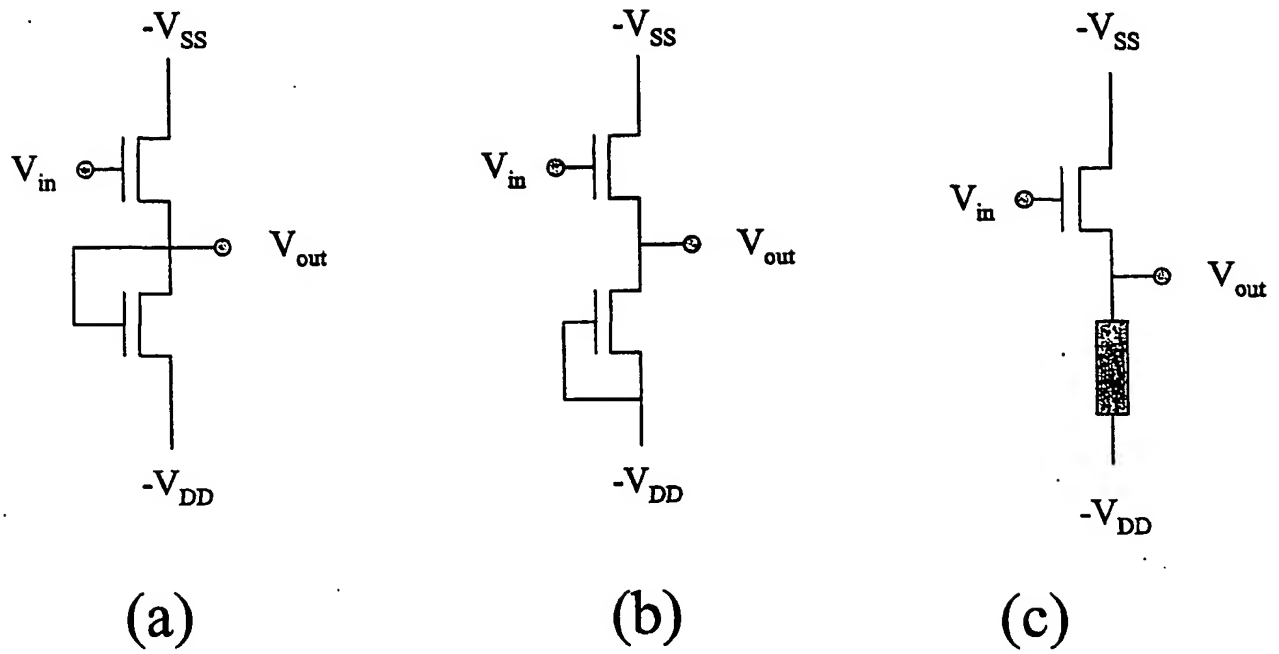 -V_SS
-V_SS
-V_SS
V_in
V_in
V_in
V_out
V_out
V_out
-V_DD
-V_DD
-V_DD
(a)
(b)
(c)